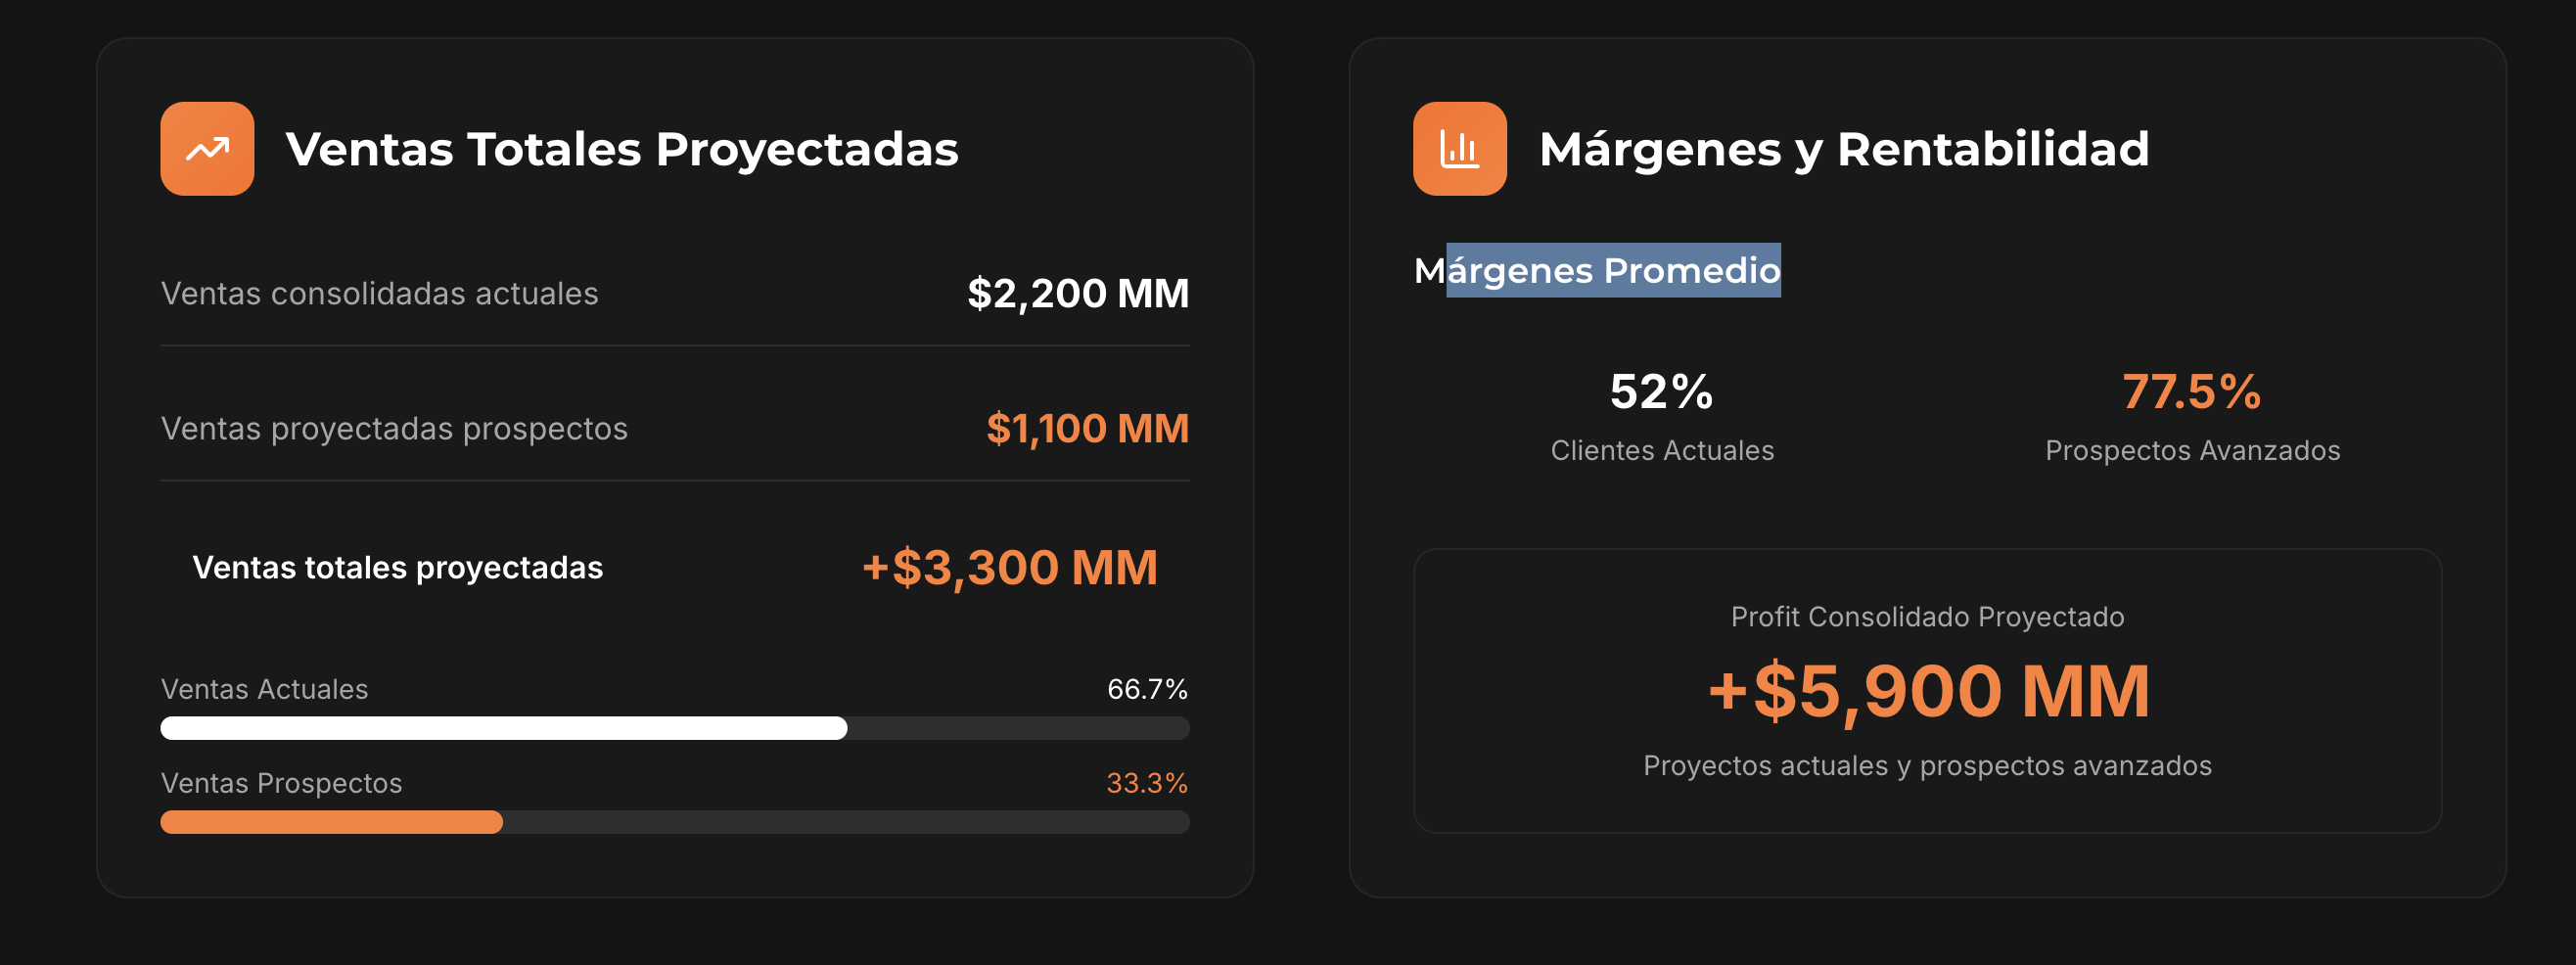 Ventas Totales Proyectadas
Ventas consolidadas actuales
$2,200 MM
Ventas proyectadas prospectos
$1,100 MM
Ventas totales proyectadas
+$3,300 MM
Ventas Actuales
66.7%
Ventas Prospectos
33.3%
Márgenes y Rentabilidad
Márgenes Promedio
52%
Clientes Actuales
77.5%
Prospectos Avanzados
Profit Consolidado Proyectado
+$5,900 MM
Proyectos actuales y prospectos avanzados